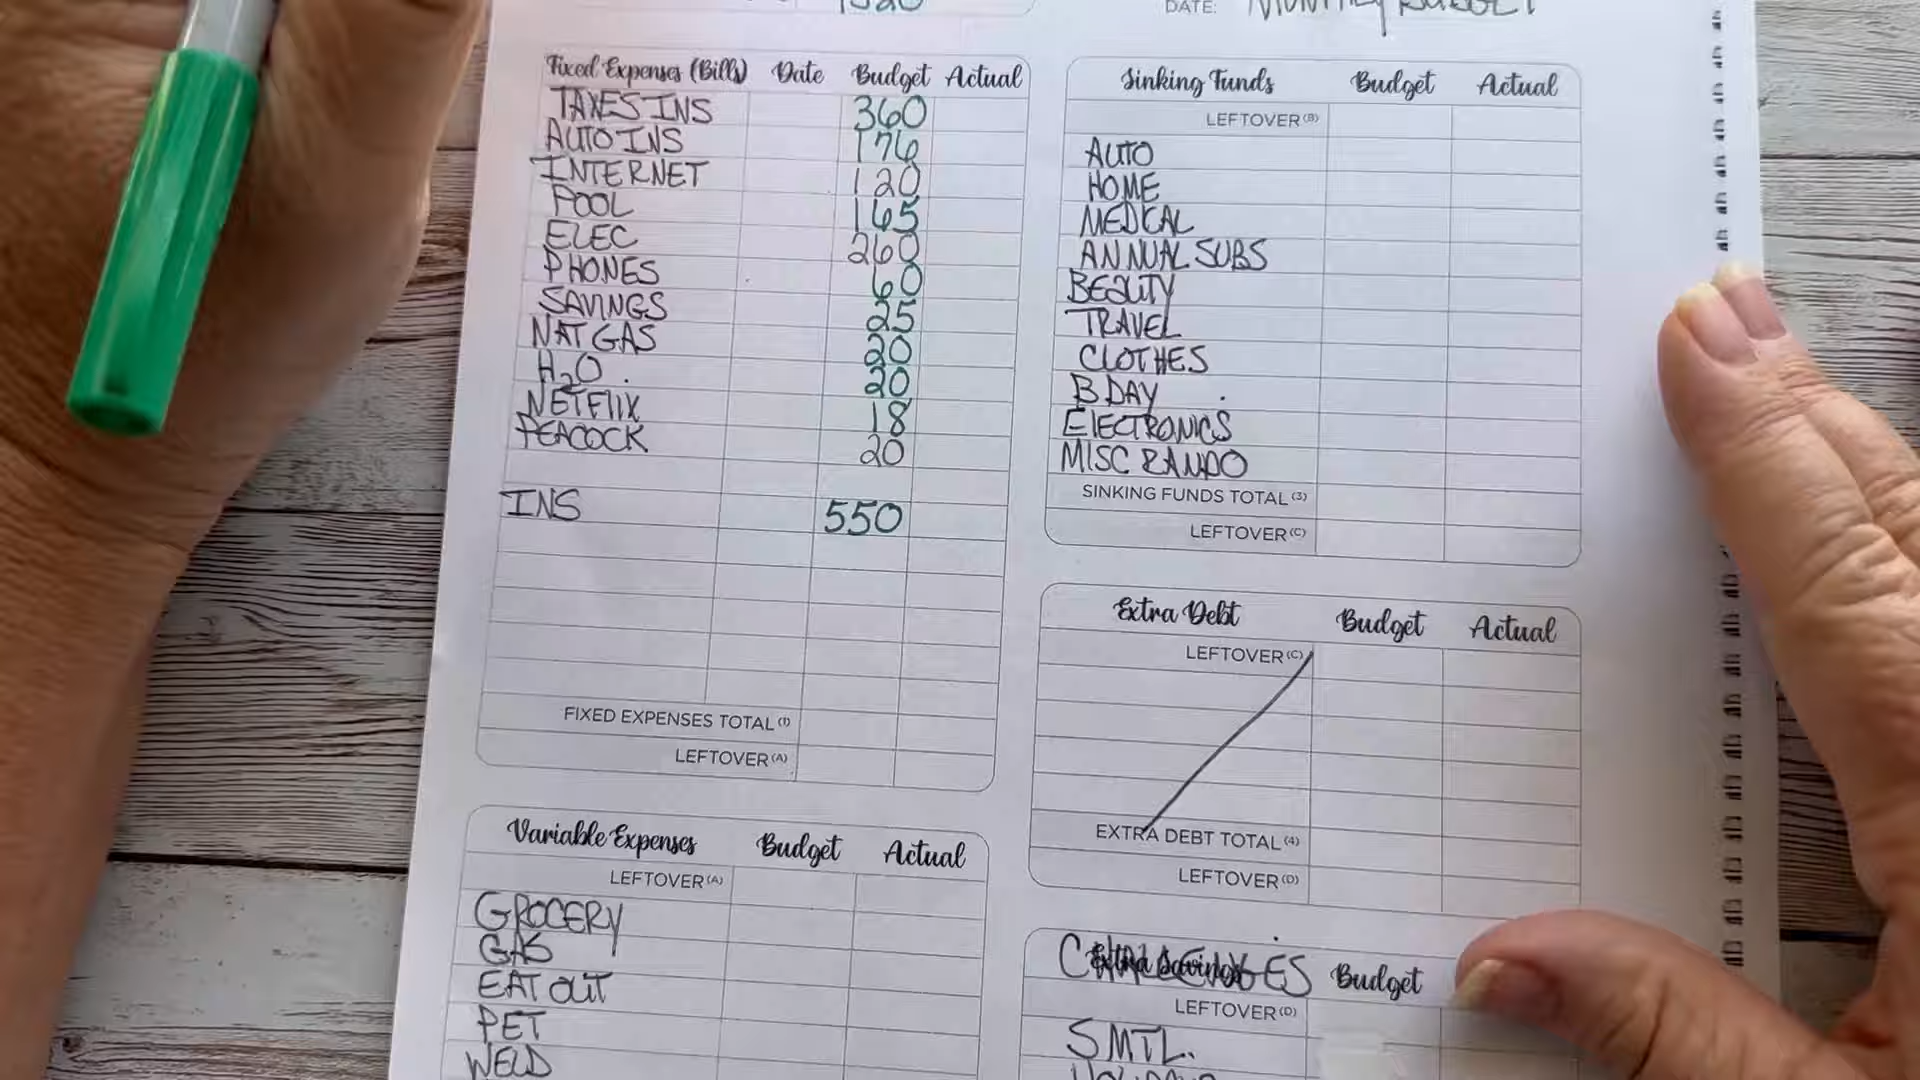 DATE: MONTHLY BUDGET
Fixed Expenses (Bills) Date Budget Actual
TAXES INS 360
AUTO INS 176
INTERNET 120
POOL 165
ELEC 260
PHONES 60
SAVINGS 25
NAT GAS 20
H2O 20
NETFLIX 18
PEACOCK 20
INS 550
FIXED EXPENSES TOTAL (1)
LEFTOVER (A)
Variable Expenses Budget Actual
LEFTOVER (A)
GROCERY
GAS
EAT OUT
PET
WELD
Sinking Funds Budget Actual
LEFTOVER (B)
AUTO
HOME
MEDICAL
ANNUAL SUBS
BEAUTY
TRAVEL
CLOTHES
B DAY
ELECTRONICS
MISC RANDO
SINKING FUNDS TOTAL (3)
LEFTOVER (C)
Extra Debt Budget Actual
LEFTOVER (C)
EXTRA DEBT TOTAL (4)
LEFTOVER (D)
CHALLENGES Budget
LEFTOVER (D)
SMTL.